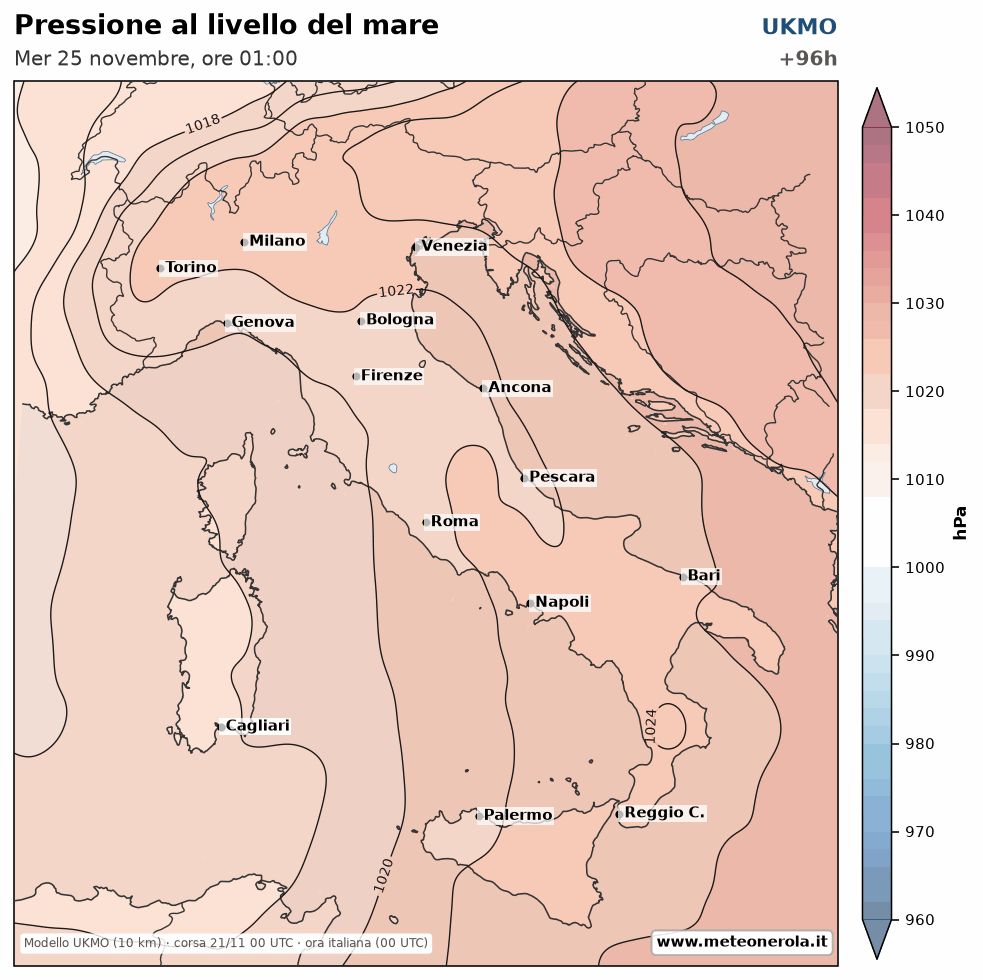 Pressione al livello del mare
UKMO
Mer 25 novembre, ore 01:00
+96h
1018
Milano
Venezia
Torino
1022
Genova
Bologna
Firenze
Ancona
Pescara
Roma
Bari
Napoli
Cagliari
1024
Palermo
Reggio C.
1020
Modello UKMO (10 km) · corsa 21/11 00 UTC · ora italiana (00 UTC)
www.meteonerola.it
1050
1040
1030
1020
1010
1000
990
980
970
960
hPa